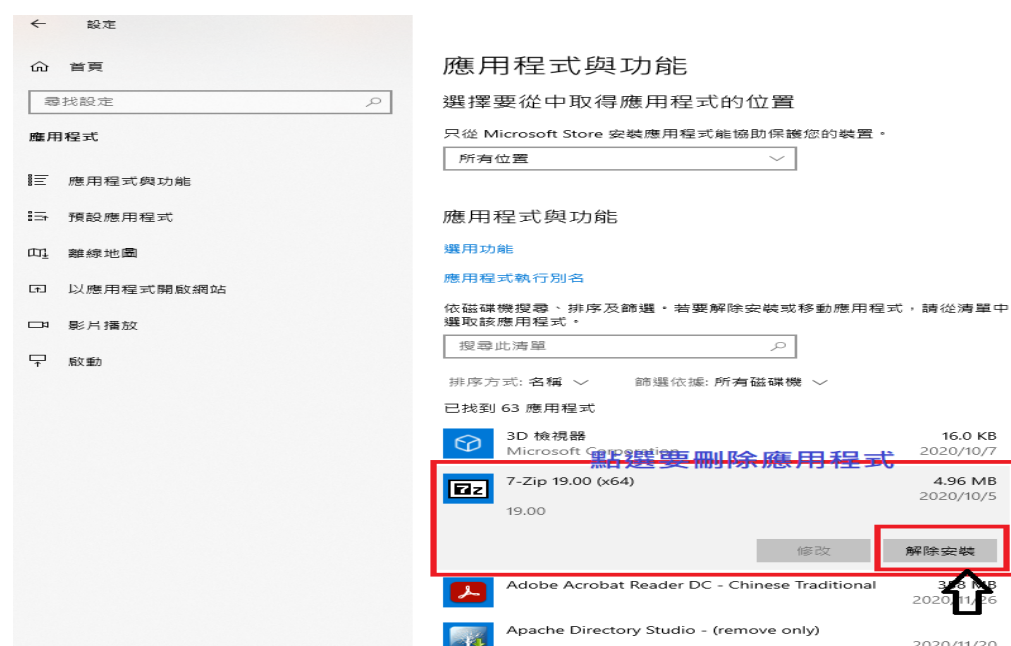 設定
首頁
尋找設定
應用程式
應用程式與功能
預設應用程式
離線地圖
以應用程式開啟網站
影片播放
啟動
應用程式與功能
選擇要從中取得應用程式的位置
只從 Microsoft Store 安裝應用程式能協助保護您的裝置。
所有位置
應用程式與功能
選用功能
應用程式執行別名
依磁碟機搜尋、排序及篩選。若要解除安裝或移動應用程式，請從清單中
選取該應用程式。
搜尋此清單
排序方式: 名稱 篩選依據: 所有磁碟機
已找到 63 應用程式
3D 檢視器 16.0 KB
Microsoft Corporation 2020/10/7
點選要刪除應用程式
7-Zip 19.00 (x64) 4.96 MB
7z 2020/10/5
19.00
修改 解除安裝
Adobe Acrobat Reader DC - Chinese Traditional 358 MB
2020/11/26
Apache Directory Studio - (remove only)
2020/11/20